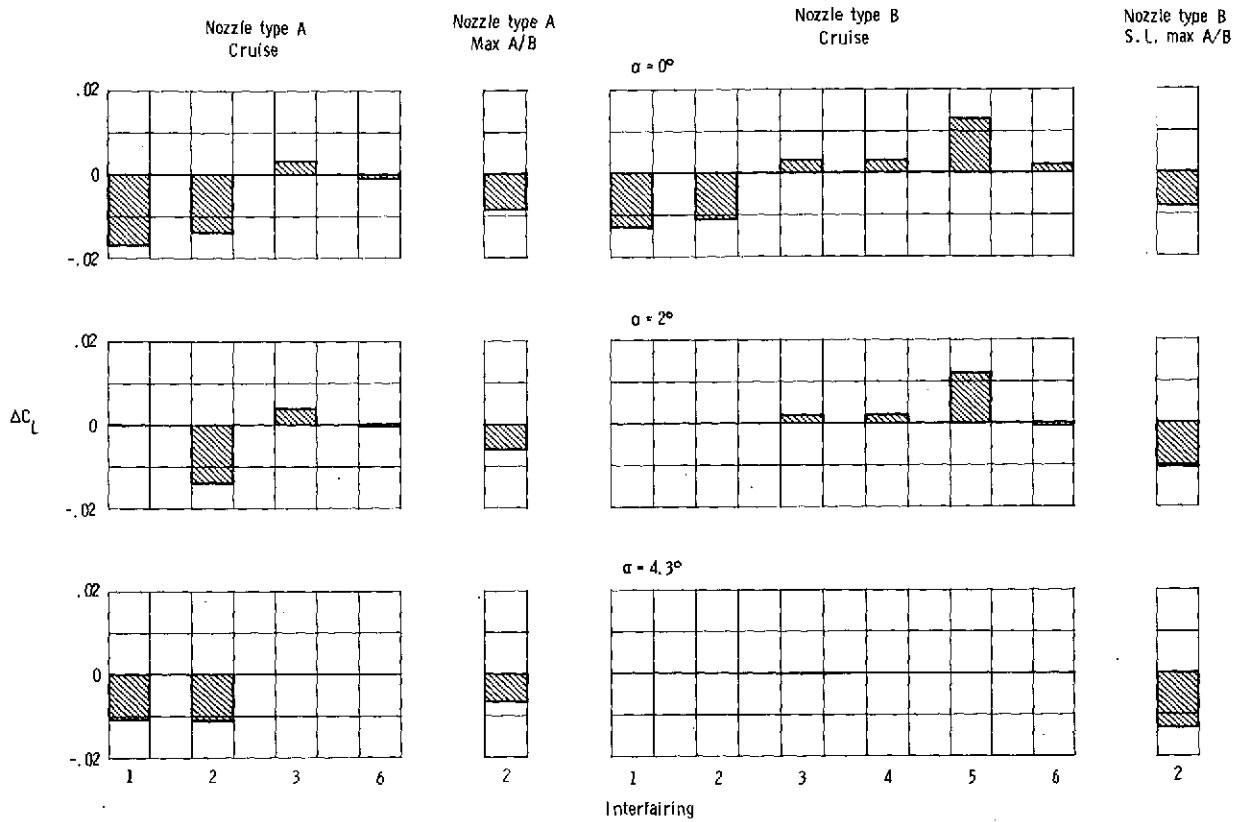 Nozzle type A
Cruise
Nozzle type A
Max A/B
Nozzle type B
Cruise
Nozzle type B
S.L. max A/B
α = 0°
.02
0
-.02
α = 2°
.02
ΔC_L
0
-.02
α = 4.3°
.02
0
-.02
1 2 3 6 2 1 2 3 4 5 6 2
Interfairing